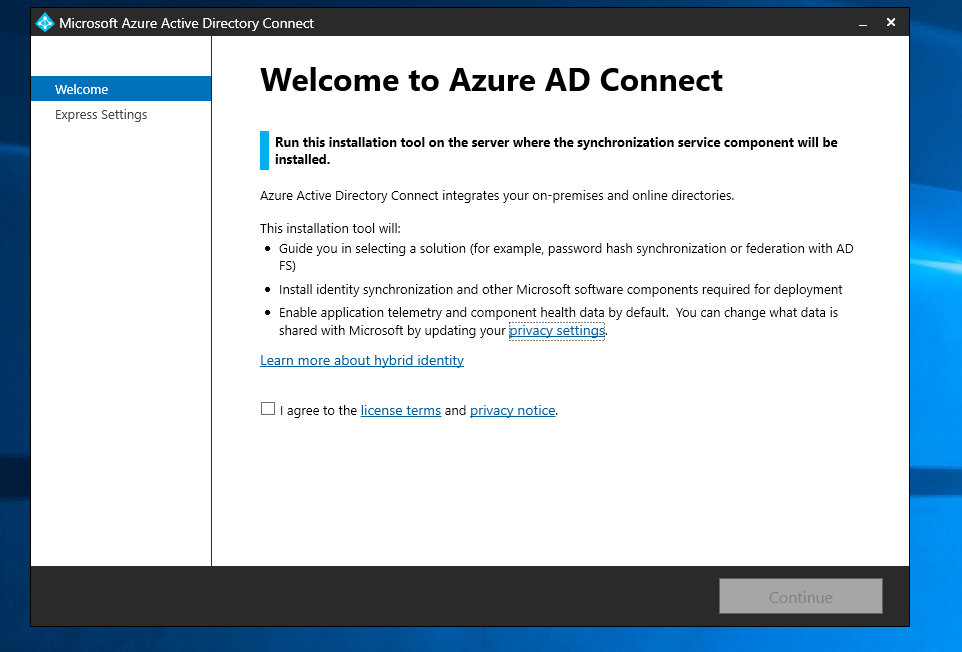 Microsoft Azure Active Directory Connect
Welcome
Express Settings
Welcome to Azure AD Connect
Run this installation tool on the server where the synchronization service component will be
installed.
Azure Active Directory Connect integrates your on-premises and online directories.
This installation tool will:
• Guide you in selecting a solution (for example, password hash synchronization or federation with AD
FS)
• Install identity synchronization and other Microsoft software components required for deployment
• Enable application telemetry and component health data by default.  You can change what data is
shared with Microsoft by updating your privacy settings.
Learn more about hybrid identity
I agree to the license terms and privacy notice.
Continue